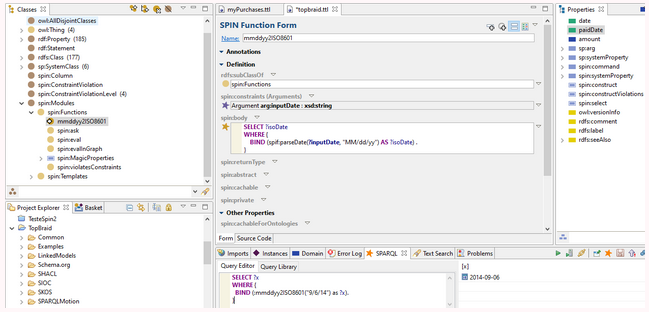 Classes
owl:AllDisjointClasses
owl:Thing (4)
rdf:Property (185)
rdf:Statement
rdfs:Class (177)
sp:SystemClass (6)
spin:Column
spin:ConstraintViolation
spin:ConstraintViolationLevel (4)
spin:Modules
spin:Functions
mmddyy2ISO8601
spin:ask
spin:eval
spin:evalInGraph
spin:MagicProperties
spin:violatesConstraints
spin:Templates
Project Explorer
Basket
TesteSpin2
TopBraid
Common
Examples
LinkedModels
Schema.org
SHACL
SIOC
SKOS
SPARQLMotion
myPurchases.ttl
*topbraid.ttl
SPIN Function Form
Name: mmddyy2ISO8601
Annotations
Definition
rdfs:subClassOf
spin:Functions
spin:constraints (Arguments)
Argument arg:inputDate : xsd:string
spin:body
SELECT ?isoDate
WHERE {
BIND (spif:parseDate(?inputDate, "MM/dd/yy") AS ?isoDate) .
}
spin:returnType
spin:abstract
spin:cachable
spin:private
Other Properties
spin:cachableForOntologies
Form
Source Code
Imports
Instances
Domain
Error Log
SPARQL
Text Search
Problems
Query Editor
Query Library
SELECT ?x
WHERE {
BIND (:mmddyy2ISO8601("9/6/14") as ?x).
}
[x]
2014-09-06
Properties
date
paidDate
amount
sp:arg
sp:systemProperty
spin:command
spin:systemProperty
spin:construct
spin:constructViolations
spin:select
owl:versionInfo
rdfs:comment
rdfs:label
rdfs:seeAlso